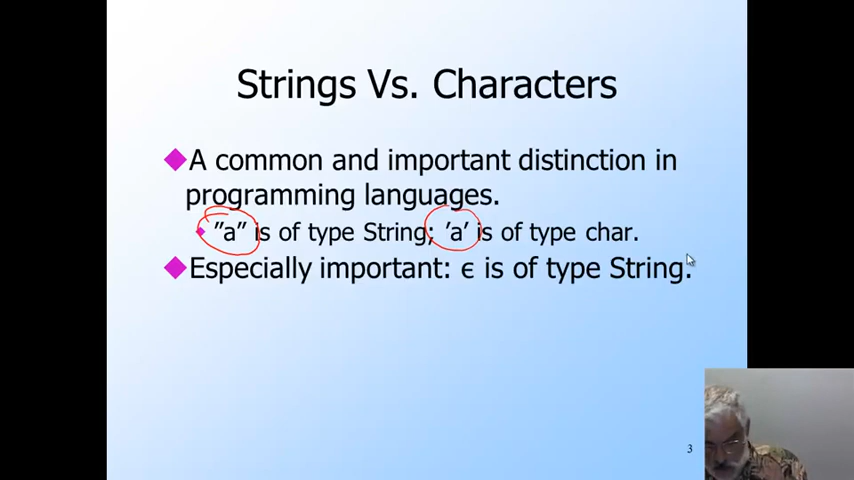 Strings Vs. Characters
A common and important distinction in
programming languages.
”a” is of type String; ’a’ is of type char.
Especially important: ϵ is of type String.
3